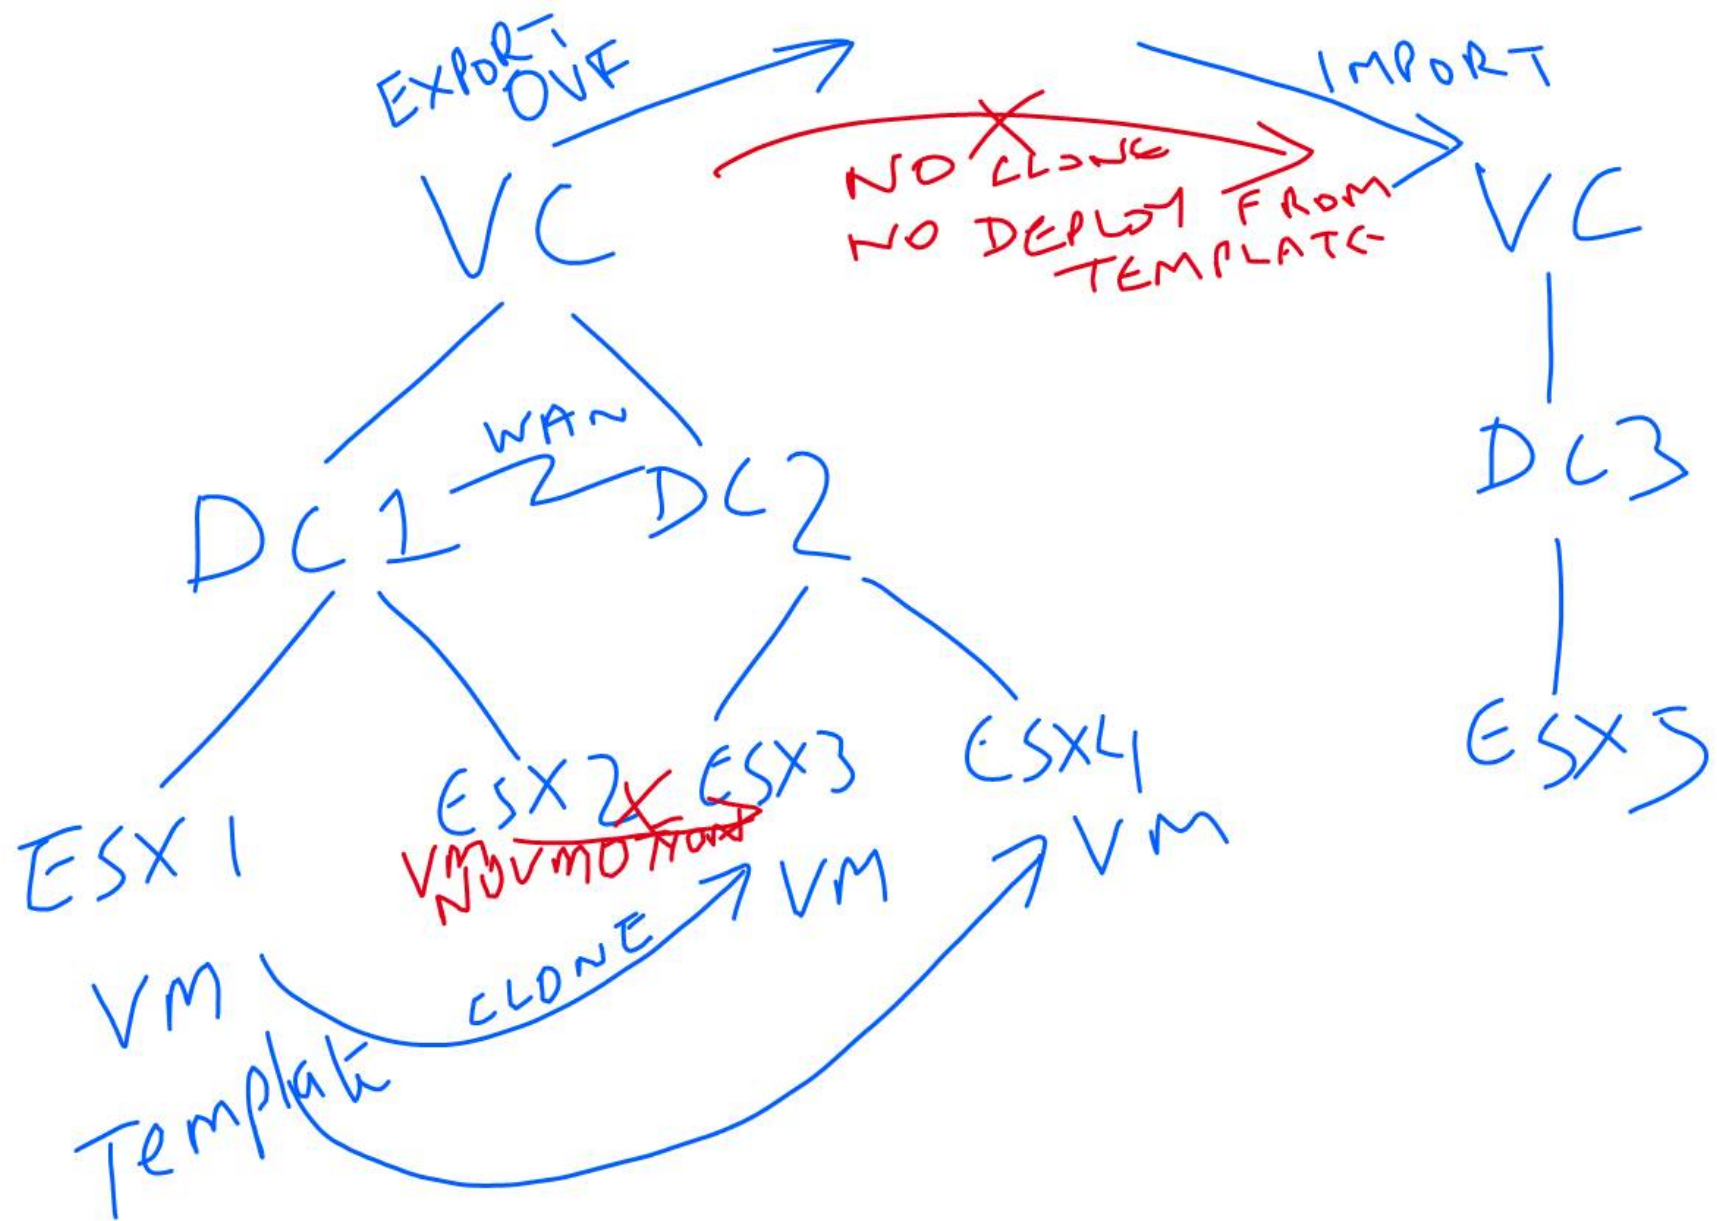 EXPORT
OVF
IMPORT
NO CLONE
NO DEPLOY FROM
TEMPLATE
VC
VC
WAN
DC1
DC2
DC3
ESX1
ESX2
ESX3
ESX4
ESX5
VM
NO VMOTION
VM
VM
CLONE
VM
Template